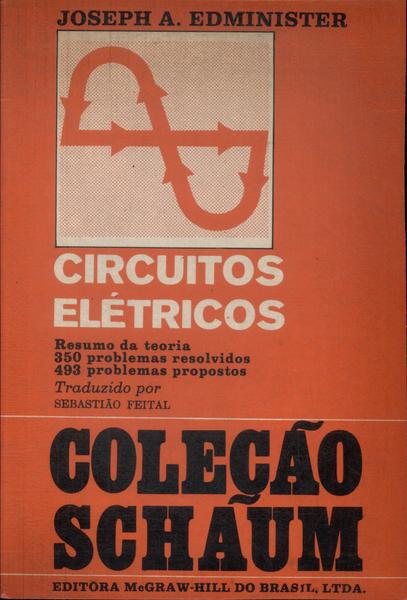 JOSEPH A. EDMINISTER
CIRCUITOS
ELÉTRICOS
Resumo da teoria
350 problemas resolvidos
493 problemas propostos
Traduzido por
SEBASTIÃO FEITAL
COLEÇÃO
SCHAUM
EDITORA McGRAW-HILL DO BRASIL, LTDA.